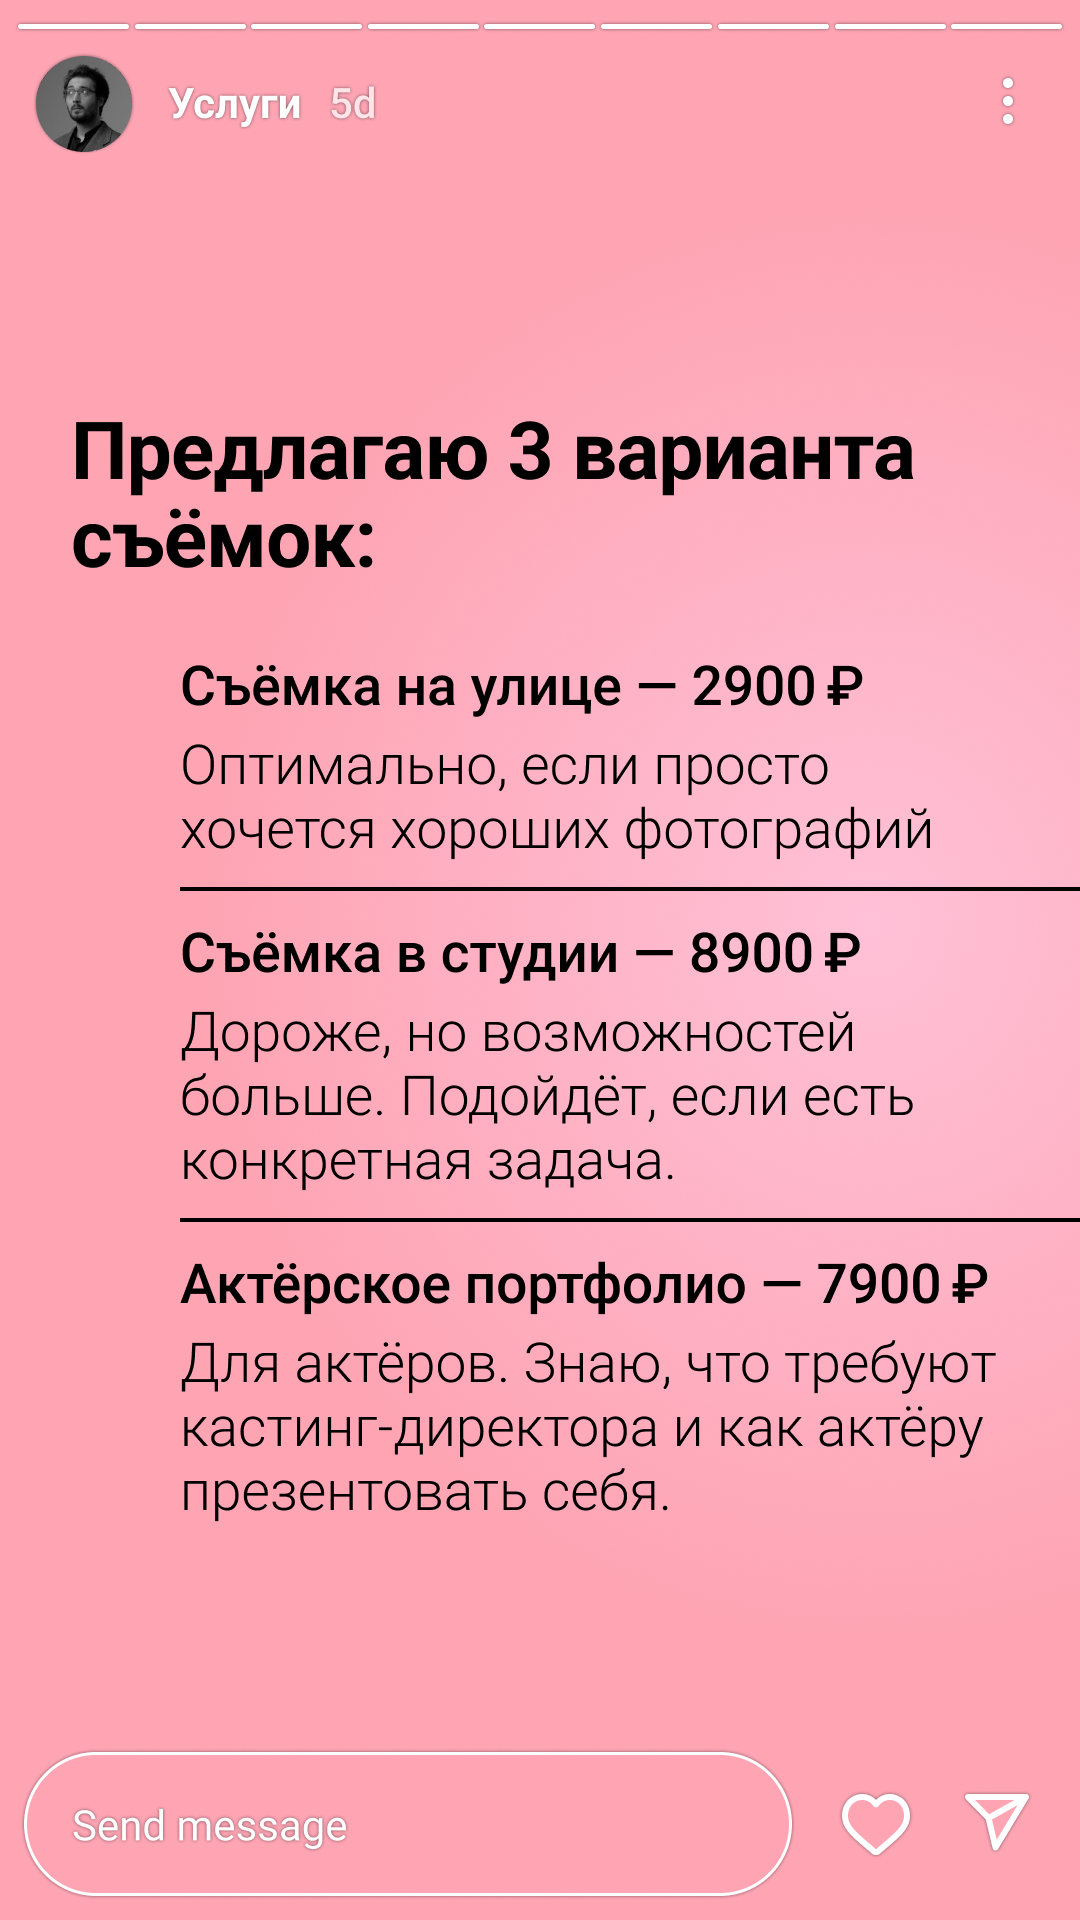 Услуги 5d
Предлагаю 3 варианта
съёмок:
Съёмка на улице — 2900 ₽
Оптимально, если просто
хочется хороших фотографий
Съёмка в студии — 8900 ₽
Дороже, но возможностей
больше. Подойдёт, если есть
конкретная задача.
Актёрское портфолио — 7900 ₽
Для актёров. Знаю, что требуют
кастинг-директора и как актёру
презентовать себя.
Send message